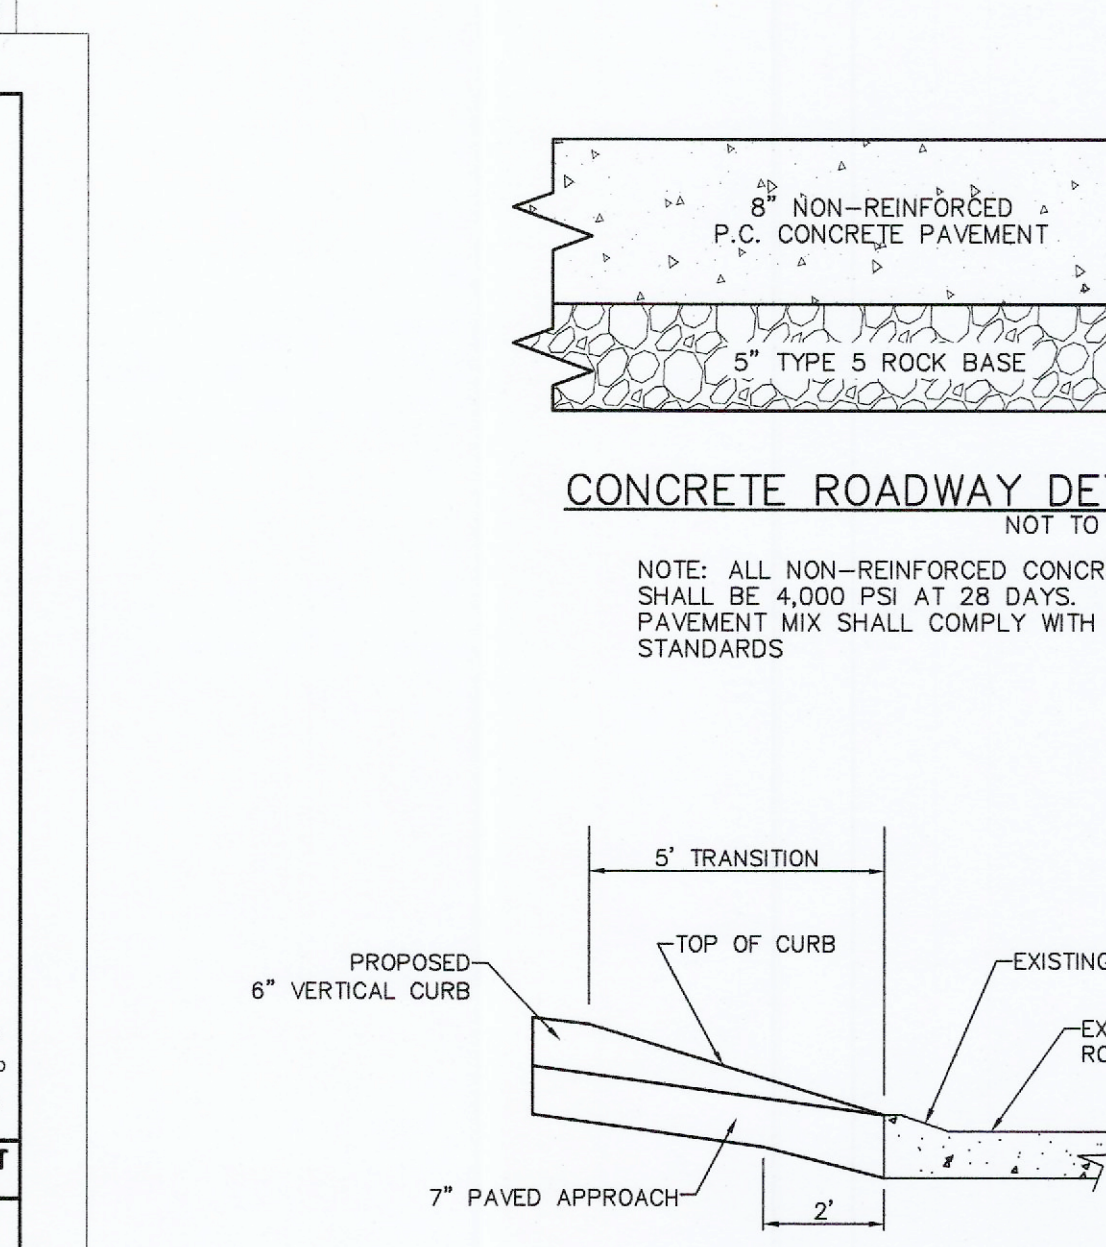 8" NON-REINFORCED
P.C. CONCRETE PAVEMENT
5" TYPE 5 ROCK BASE
CONCRETE ROADWAY
NOT TO
NOTE: ALL NON-REINFORCED
SHALL BE 4,000 PSI AT 28 DAYS.
PAVEMENT MIX SHALL COMPLY WITH
STANDARDS
5' TRANSITION
TOP OF CURB
PROPOSED
6" VERTICAL CURB
EXISTING
7" PAVED APPROACH
2'